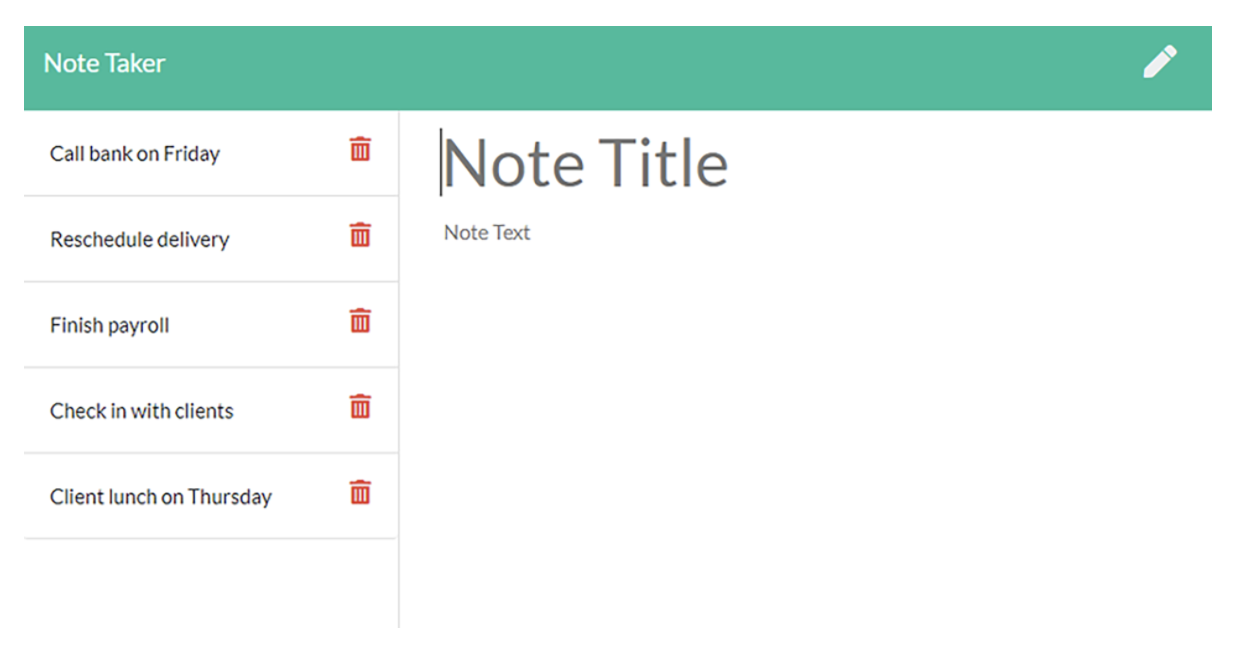 Note Taker
Call bank on Friday
Reschedule delivery
Finish payroll
Check in with clients
Client lunch on Thursday
Note Title
Note Text